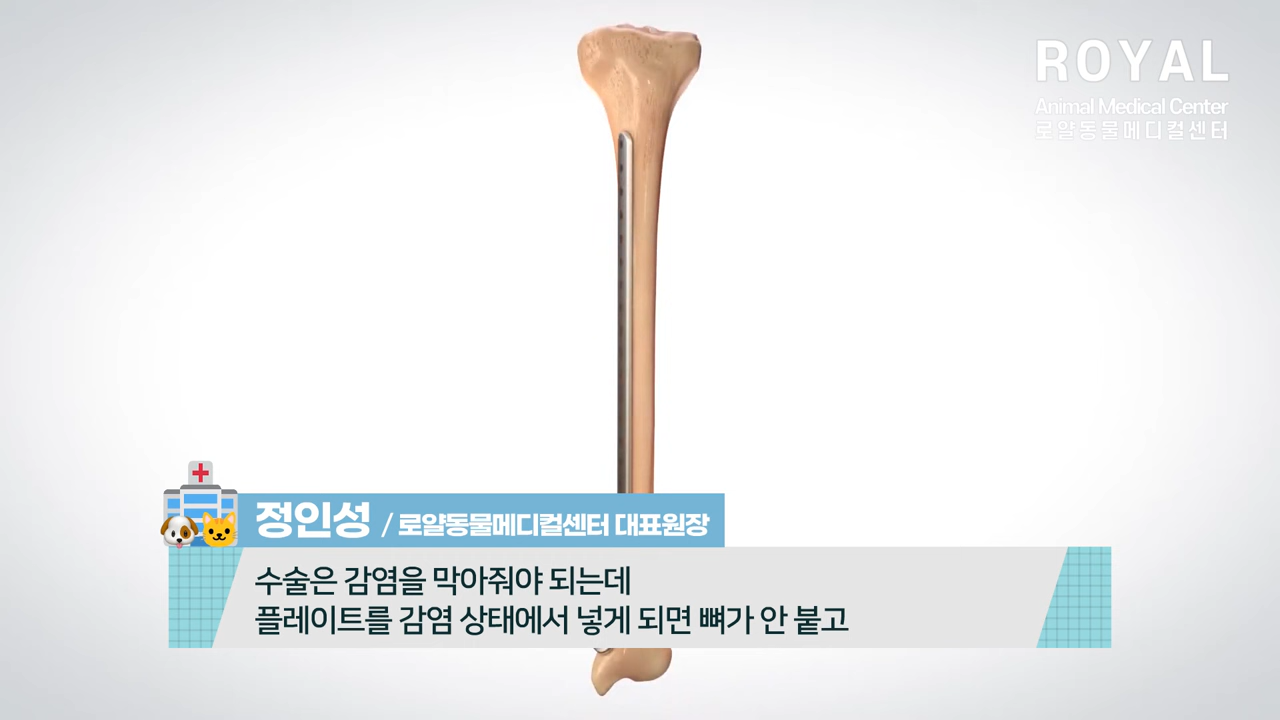 ROYAL
Animal Medical Center
로얄동물메디컬센터
정인성 / 로얄동물메디컬센터 대표원장
수술은 감염을 막아줘야 되는데
플레이트를 감염 상태에서 넣게 되면 뼈가 안 붙고